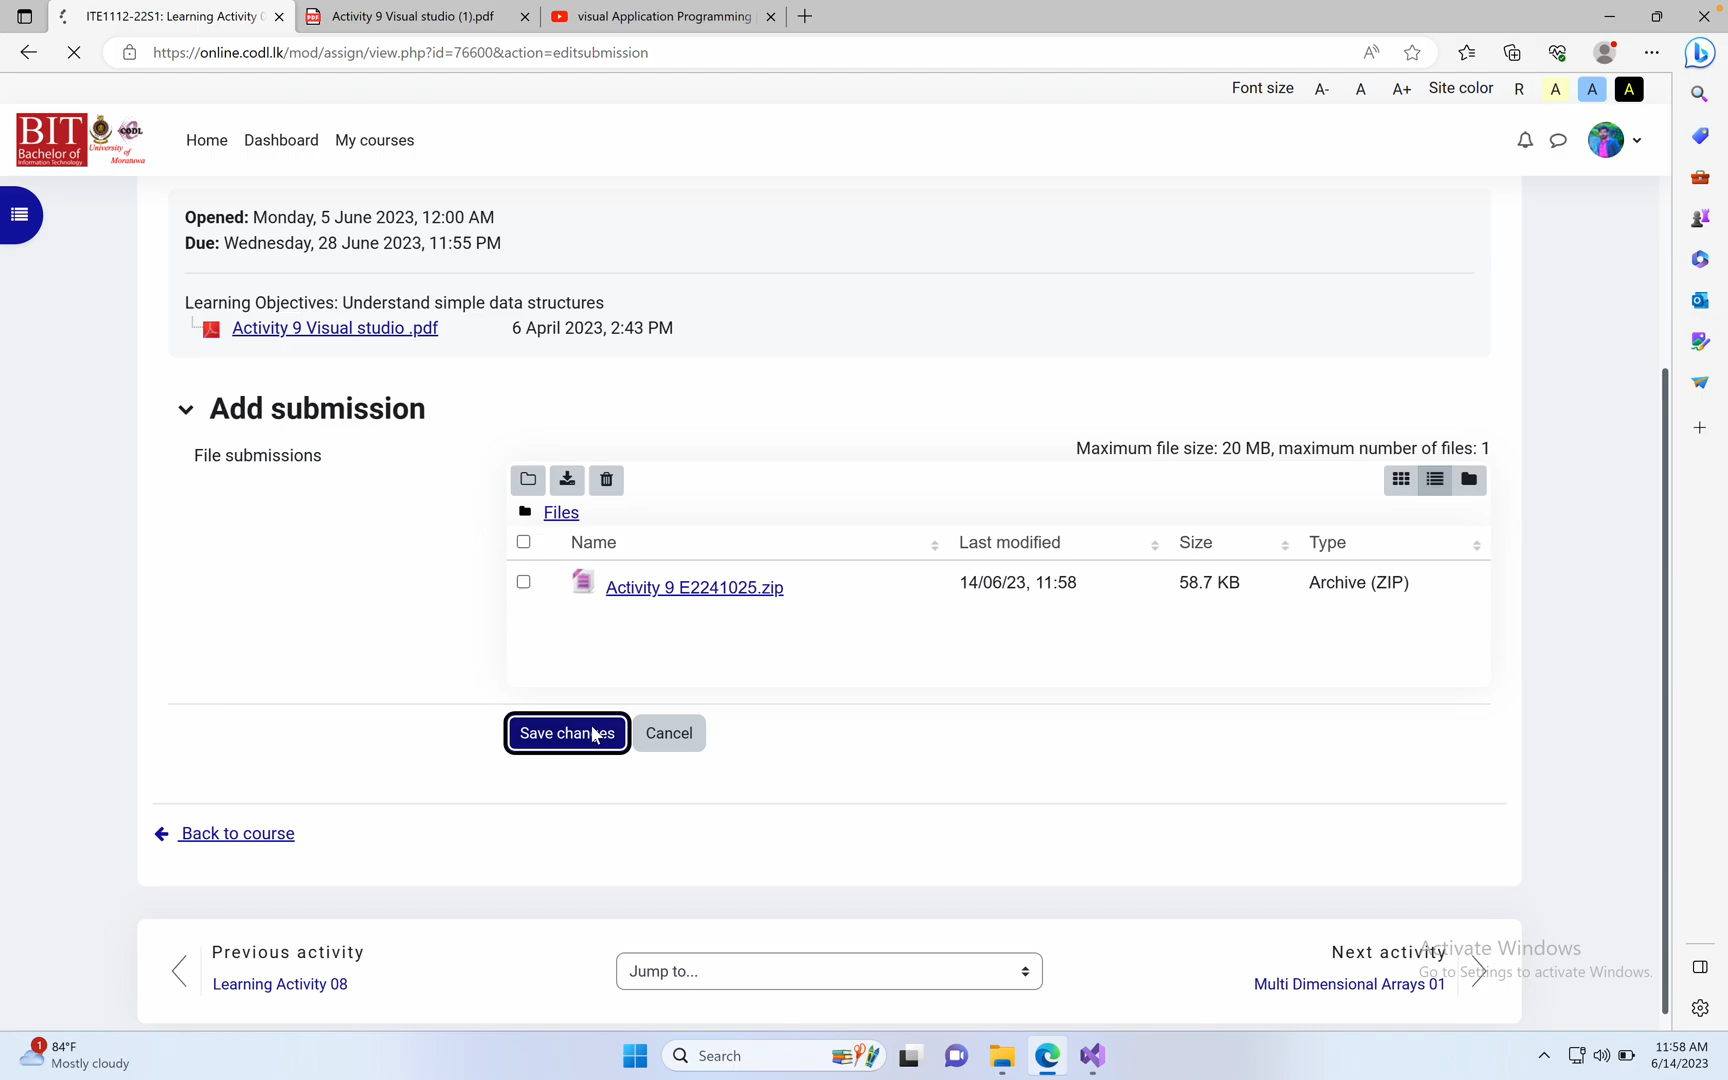 ITE1112-22S1: Learning Activity 0
Activity 9 Visual studio (1).pdf
visual Application Programming
https://online.codl.lk/mod/assign/view.php?id=76600&action=editsubmission
Font size A- A A+ Site color R A A A
BIT
Bachelor of
Information Technology
CODL
University of
Moratuwa
Home Dashboard My courses
Opened: Monday, 5 June 2023, 12:00 AM
Due: Wednesday, 28 June 2023, 11:55 PM
Learning Objectives: Understand simple data structures
Activity 9 Visual studio .pdf 6 April 2023, 2:43 PM
Add submission
File submissions
Maximum file size: 20 MB, maximum number of files: 1
Files
Name Last modified Size Type
Activity 9 E2241025.zip 14/06/23, 11:58 58.7 KB Archive (ZIP)
Save changes Cancel
Back to course
Previous activity
Learning Activity 08
Jump to...
Next activity
Multi Dimensional Arrays 01
Activate Windows
Go to Settings to activate Windows.
1
84°F
Mostly cloudy
Search
11:58 AM
6/14/2023